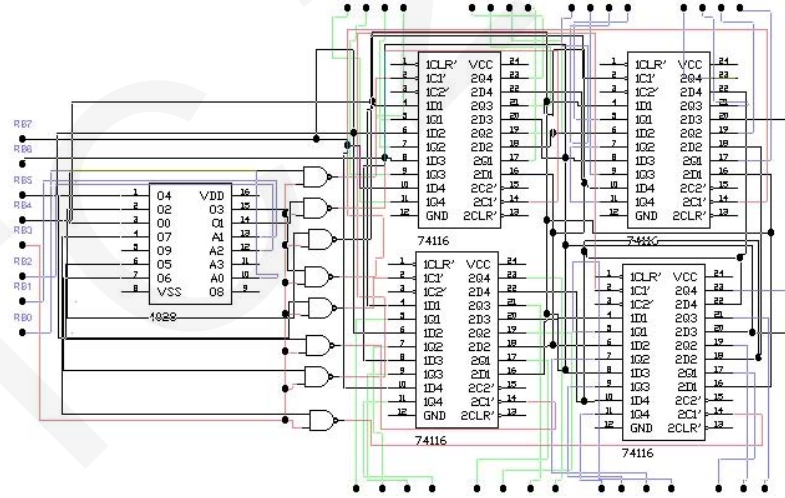 RB7
RB6
RB5
RB4
RB3
RB2
RB1
RB0
1 O4 VDD 16
2 O2 O3 15
3 O0 O1 14
4 O7 A1 13
5 O9 A2 12
6 O5 A3 11
7 O6 A0 10
8 VSS O8 9
4028
1 1CLR' VCC 24
2 1C1' 2Q4 23
3 1C2' 2D4 22
4 1D1 2Q3 21
5 1Q1 2D3 20
6 1D2 2Q2 19
7 1Q2 2D2 18
8 1D3 2Q1 17
9 1Q3 2D1 16
10 1D4 2C2' 15
11 1Q4 2C1' 14
12 GND 2CLR' 13
74116
1 1CLR' VCC 24
2 1C1' 2Q4 23
3 1C2' 2D4 22
4 1D1 2Q3 21
5 1Q1 2D3 20
6 1D2 2Q2 19
7 1Q2 2D2 18
8 1D3 2Q1 17
9 1Q3 2D1 16
10 1D4 2C2' 15
11 1Q4 2C1' 14
12 GND 2CLR' 13
74116
1 1CLR' VCC 24
2 1C1' 2Q4 23
3 1C2' 2D4 22
4 1D1 2Q3 21
5 1Q1 2D3 20
6 1D2 2Q2 19
7 1Q2 2D2 18
8 1D3 2Q1 17
9 1Q3 2D1 16
10 1D4 2C2' 15
11 1Q4 2C1' 14
12 GND 2CLR' 13
74116
1 1CLR' VCC 24
2 1C1' 2Q4 23
3 1C2' 2D4 22
4 1D1 2Q3 21
5 1Q1 2D3 20
6 1D2 2Q2 19
7 1Q2 2D2 18
8 1D3 2Q1 17
9 1Q3 2D1 16
10 1D4 2C2' 15
11 1Q4 2C1' 14
12 GND 2CLR' 13
74116